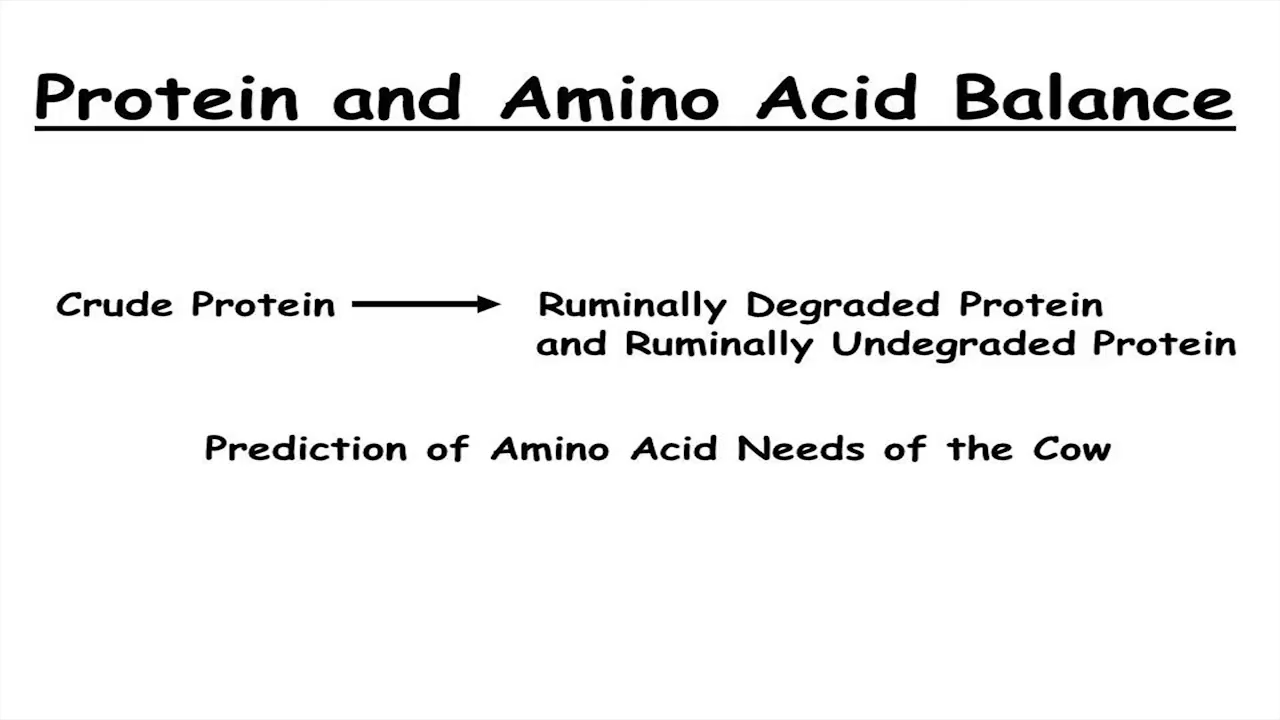 Protein and Amino Acid Balance
Crude Protein
Ruminally Degraded Protein
and Ruminally Undegraded Protein
Prediction of Amino Acid Needs of the Cow